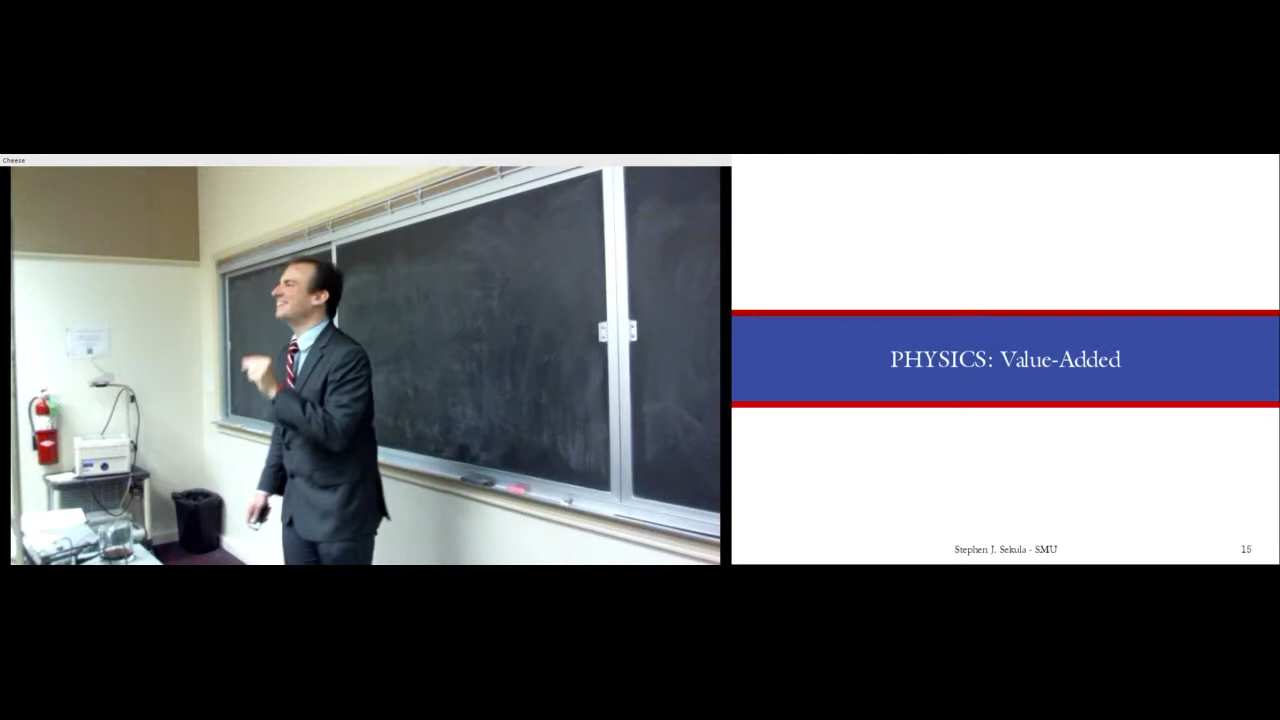 Cheese
PHYSICS: Value-Added
Stephen J. Sekula - SMU
15